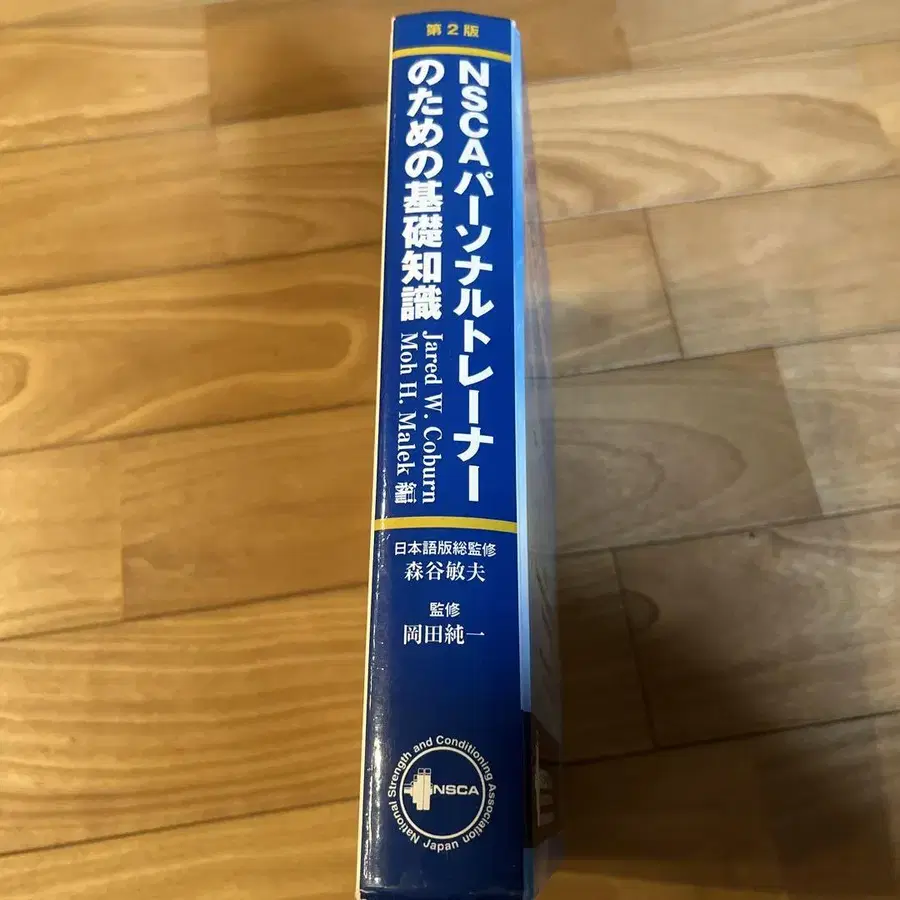 第2版
NSCAパーソナルトレーナー
のための基礎知識
Jared W. Coburn
Moh H. Malek 編
日本語版総監修
森谷敏夫
監修
岡田純一
National Strength and Conditioning Association
Japan
NSCA